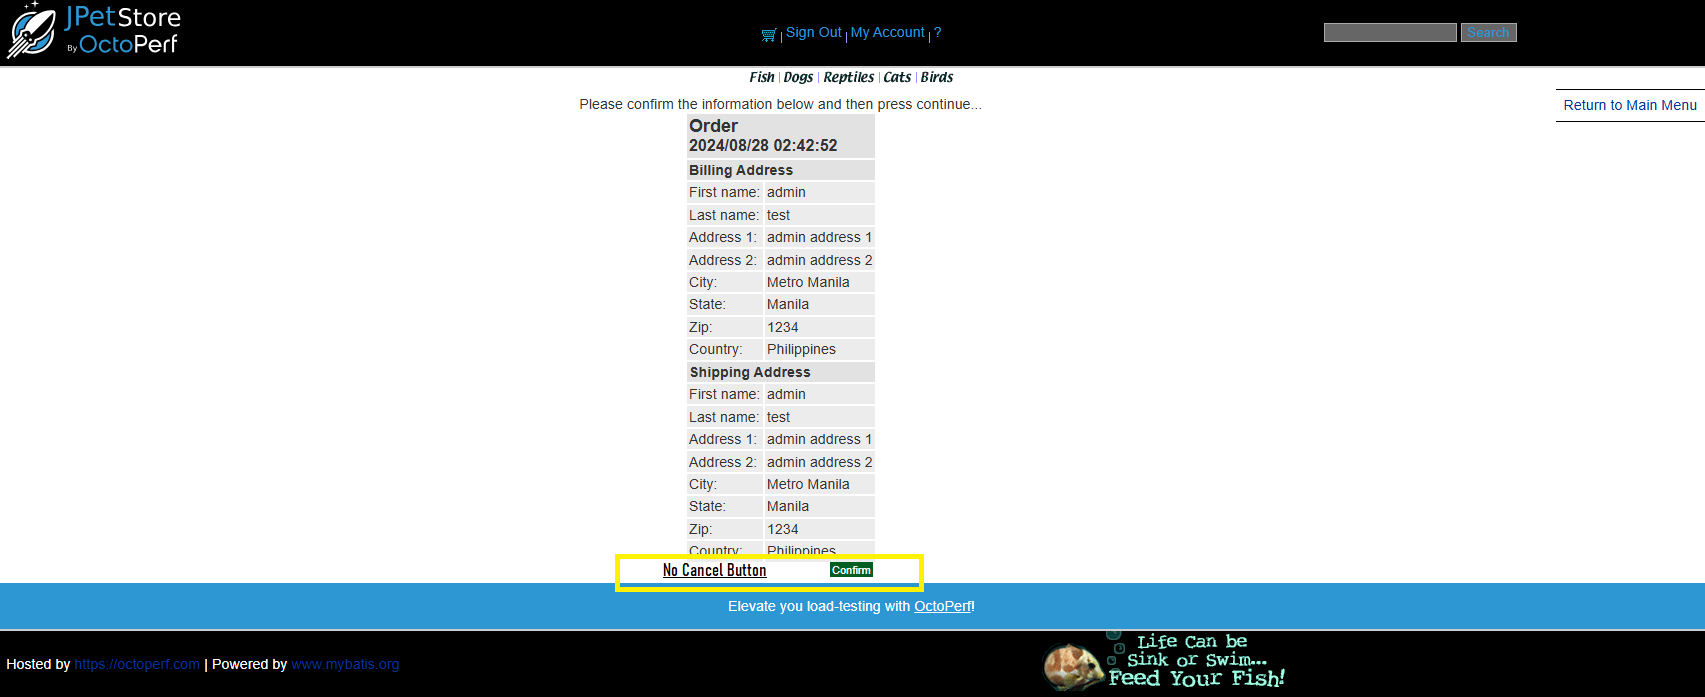 JPetStore
By OctoPerf
Sign Out | My Account | ?
Search
Fish | Dogs | Reptiles | Cats | Birds
Please confirm the information below and then press continue...
Return to Main Menu
Order
2024/08/28 02:42:52
Billing Address
First name: admin
Last name: test
Address 1: admin address 1
Address 2: admin address 2
City: Metro Manila
State: Manila
Zip: 1234
Country: Philippines
Shipping Address
First name: admin
Last name: test
Address 1: admin address 1
Address 2: admin address 2
City: Metro Manila
State: Manila
Zip: 1234
Country: Philippines
No Cancel Button Confirm
Elevate you load-testing with OctoPerf!
Life Can be
Sink or Swim...
Feed Your Fish!
Hosted by https://octoperf.com | Powered by www.mybatis.org